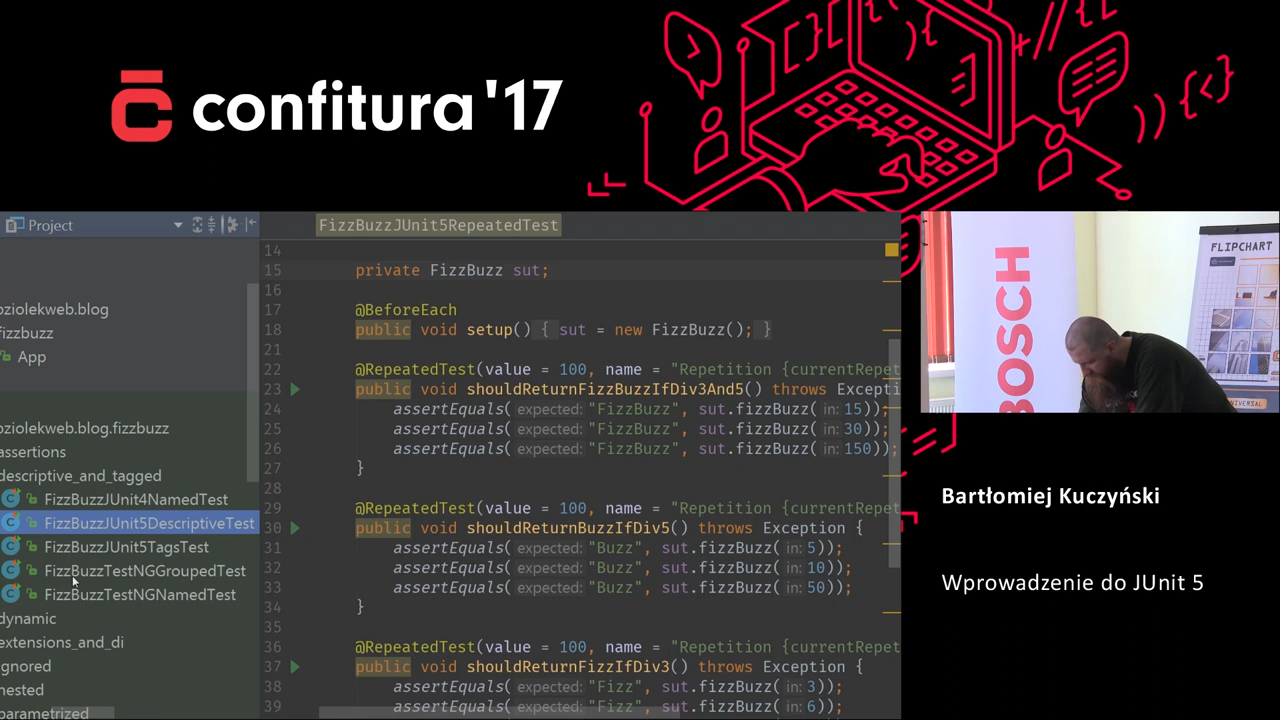 confitura '17
Project
FizzBuzzJUnit5RepeatedTest
oziolekweb.blog
fizzbuzz
App
oziolekweb.blog.fizzbuzz
assertions
descriptive_and_tagged
FizzBuzzJUnit4NamedTest
FizzBuzzJUnit5DescriptiveTest
FizzBuzzJUnit5TagsTest
FizzBuzzTestNGGroupedTest
FizzBuzzTestNGNamedTest
dynamic
extensions_and_di
gnored
nested
parametrized
14
15 private FizzBuzz sut;
16
17 @BeforeEach
18 public void setup() { sut = new FizzBuzz(); }
21
22 @RepeatedTest(value = 100, name = "Repetition {currentRepet
23 public void shouldReturnFizzBuzzIfDiv3And5() throws Excepti
24 assertEquals( expected: "FizzBuzz", sut.fizzBuzz( in: 15));
25 assertEquals( expected: "FizzBuzz", sut.fizzBuzz( in: 30));
26 assertEquals( expected: "FizzBuzz", sut.fizzBuzz( in: 150));
27 }
28
29 @RepeatedTest(value = 100, name = "Repetition {currentRepet
30 public void shouldReturnBuzzIfDiv5() throws Exception {
31 assertEquals( expected: "Buzz", sut.fizzBuzz( in: 5));
32 assertEquals( expected: "Buzz", sut.fizzBuzz( in: 10));
33 assertEquals( expected: "Buzz", sut.fizzBuzz( in: 50));
34 }
35
36 @RepeatedTest(value = 100, name = "Repetition {currentRepet
37 public void shouldReturnFizzIfDiv3() throws Exception {
38 assertEquals( expected: "Fizz", sut.fizzBuzz( in: 3));
39 assertEquals( expected: "Fizz", sut.fizzBuzz( in: 6));
BOSCH
FLIPCHART
UNIVERSAL
Bartłomiej Kuczyński
Wprowadzenie do JUnit 5